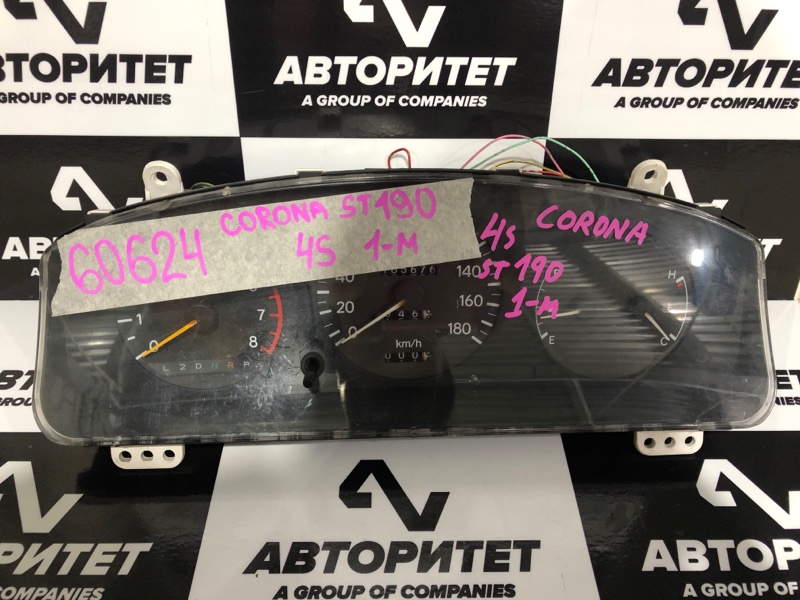 АВТОРИТЕТ
A GROUP OF COMPANIES
АВТОРИТЕТ
A GROUP OF COMPANIES
АВТОРИТЕТ
A GROUP OF COMPANIES
60624 CORONA ST190
4S 1-M
4S CORONA
ST190
1-M
40 140
20 160
0 180
km/h
000
1 7
0 8
L 2 D N R P
H
E C
АВТОРИТЕТ
A GROUP OF COMPANIES
АВТОРИТЕТ
A GROUP OF COMPANIES
АВТОРИТЕТ
A GROUP OF COMPANIES